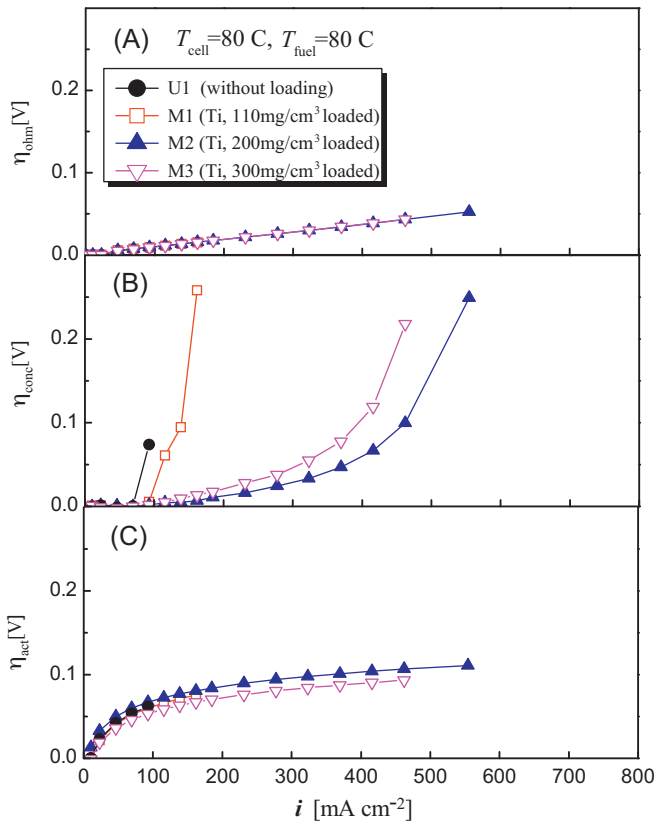 (A) T_cell=80 C, T_fuel=80 C
U1 (without loading)
M1 (Ti, 110mg/cm³ loaded)
M2 (Ti, 200mg/cm³ loaded)
M3 (Ti, 300mg/cm³ loaded)
η_ohm[V]
0.2
0.1
0.0
(B)
η_conc[V]
0.2
0.1
0.0
(C)
η_act[V]
0.2
0.1
0.0
0 100 200 300 400 500 600 700 800
i [mA cm⁻²]